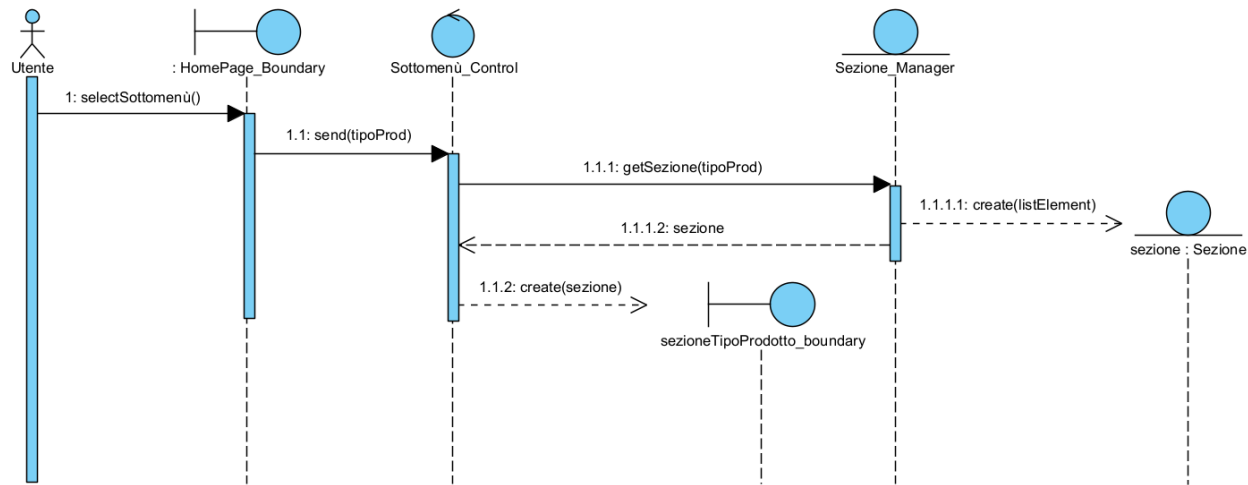 Utente
: HomePage_Boundary
Sottomenù_Control
Sezione_Manager
1: selectSottomenù()
1.1: send(tipoProd)
1.1.1: getSezione(tipoProd)
1.1.1.1: create(listElement)
1.1.1.2: sezione
sezione : Sezione
1.1.2: create(sezione)
sezioneTipoProdotto_boundary